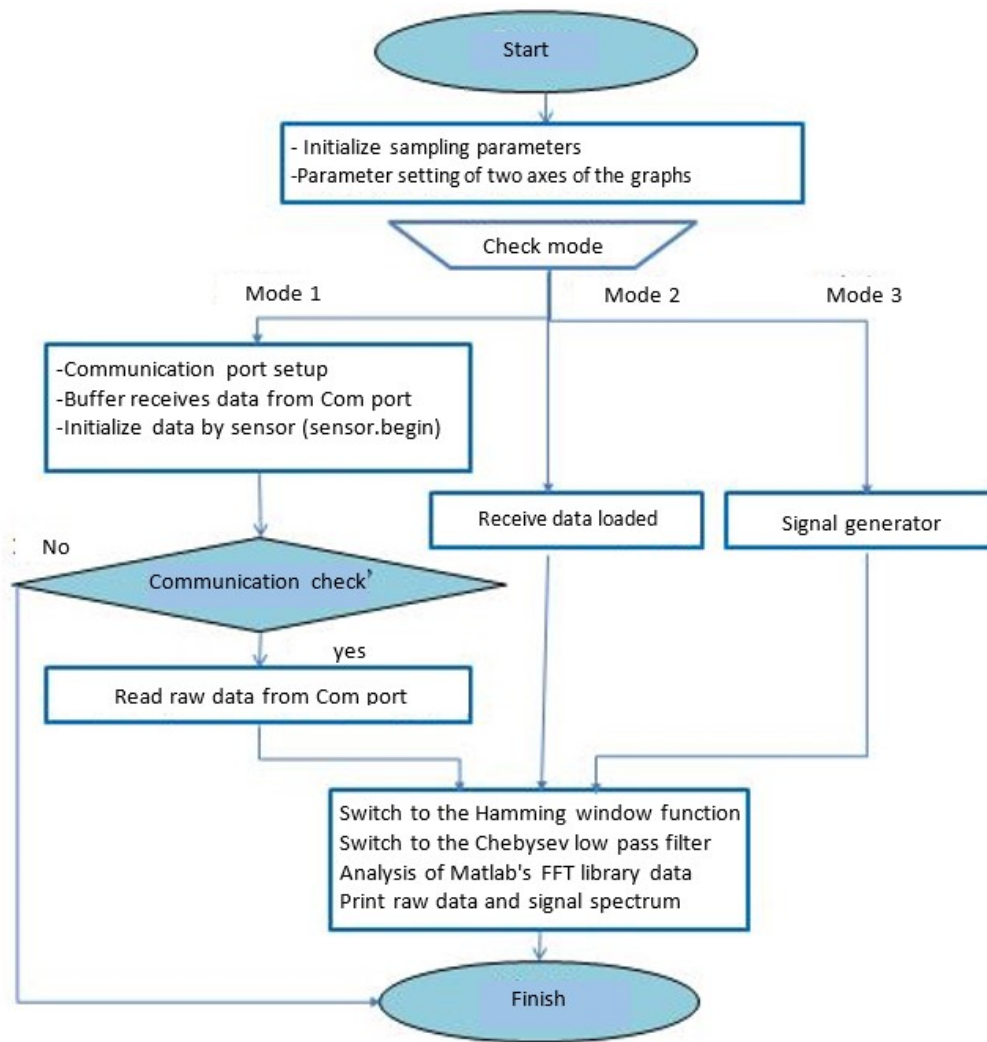 Start
- Initialize sampling parameters
-Parameter setting of two axes of the graphs
Check mode
Mode 1
Mode 2
Mode 3
-Communication port setup
-Buffer receives data from Com port
-Initialize data by sensor (sensor.begin)
Receive data loaded
Signal generator
No
Communication check’
yes
Read raw data from Com port
Switch to the Hamming window function
Switch to the Chebysev low pass filter
Analysis of Matlab's FFT library data
Print raw data and signal spectrum
Finish